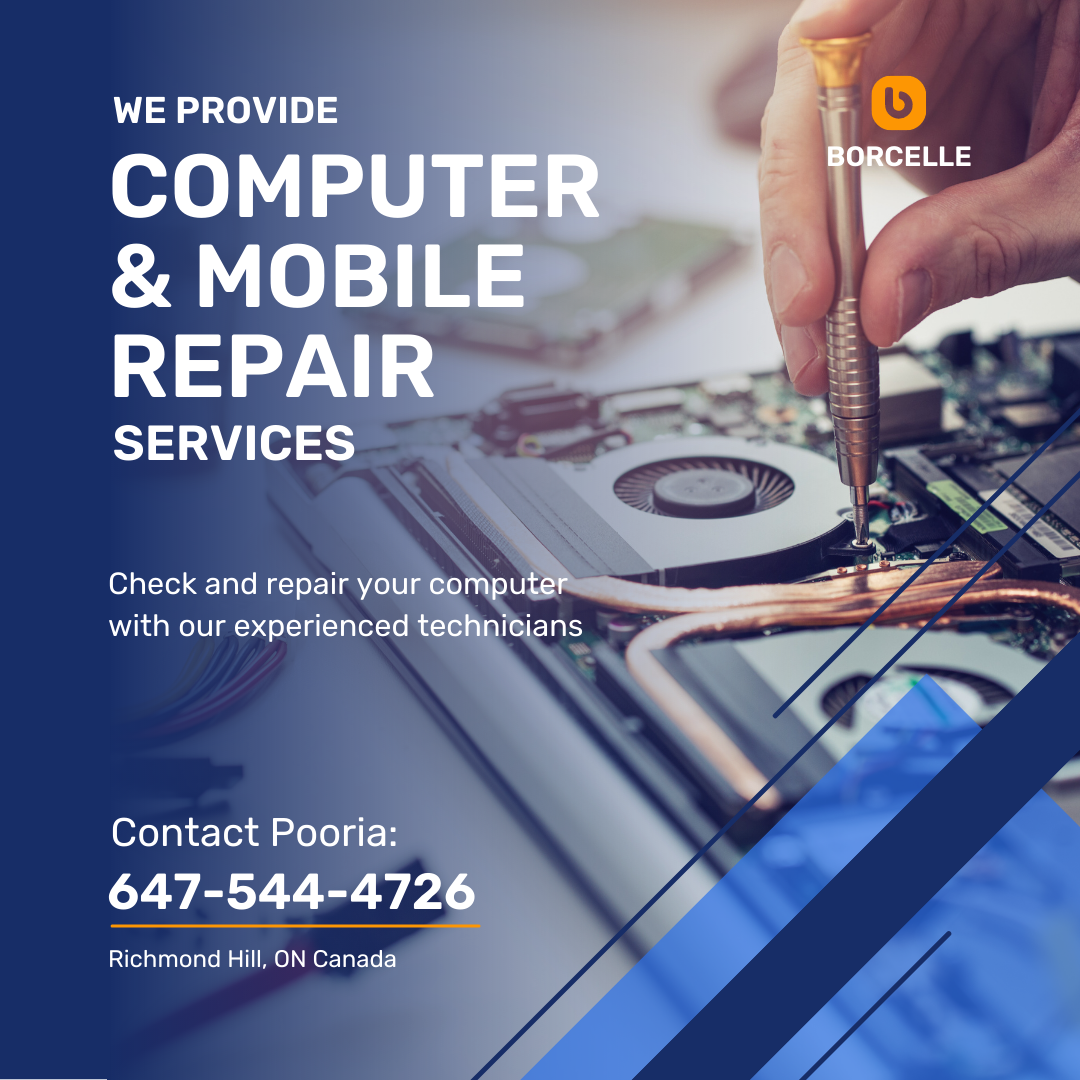 WE PROVIDE
COMPUTER
& MOBILE
REPAIR
SERVICES
BORCELLE
Check and repair your computer
with our experienced technicians
Contact Pooria:
647-544-4726
Richmond Hill, ON Canada